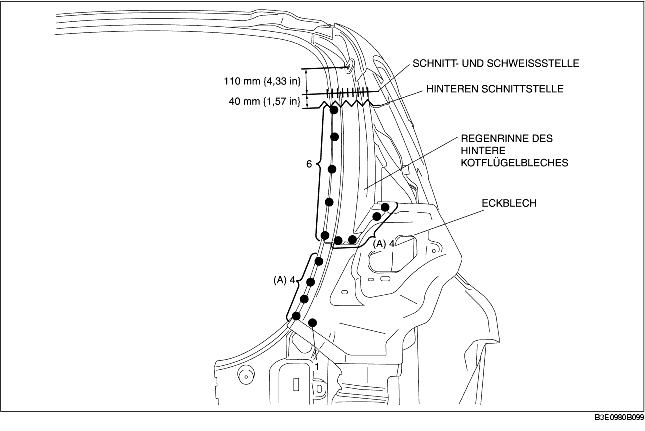 SCHNITT- UND SCHWEISSSTELLE
110 mm {4,33 in}
HINTEREN SCHNITTSTELLE
40 mm {1,57 in}
REGENRINNE DES
HINTERE
KOTFLÜGELBLECHES
6
ECKBLECH
(A) 4
(A) 4
1
B3E0980B099